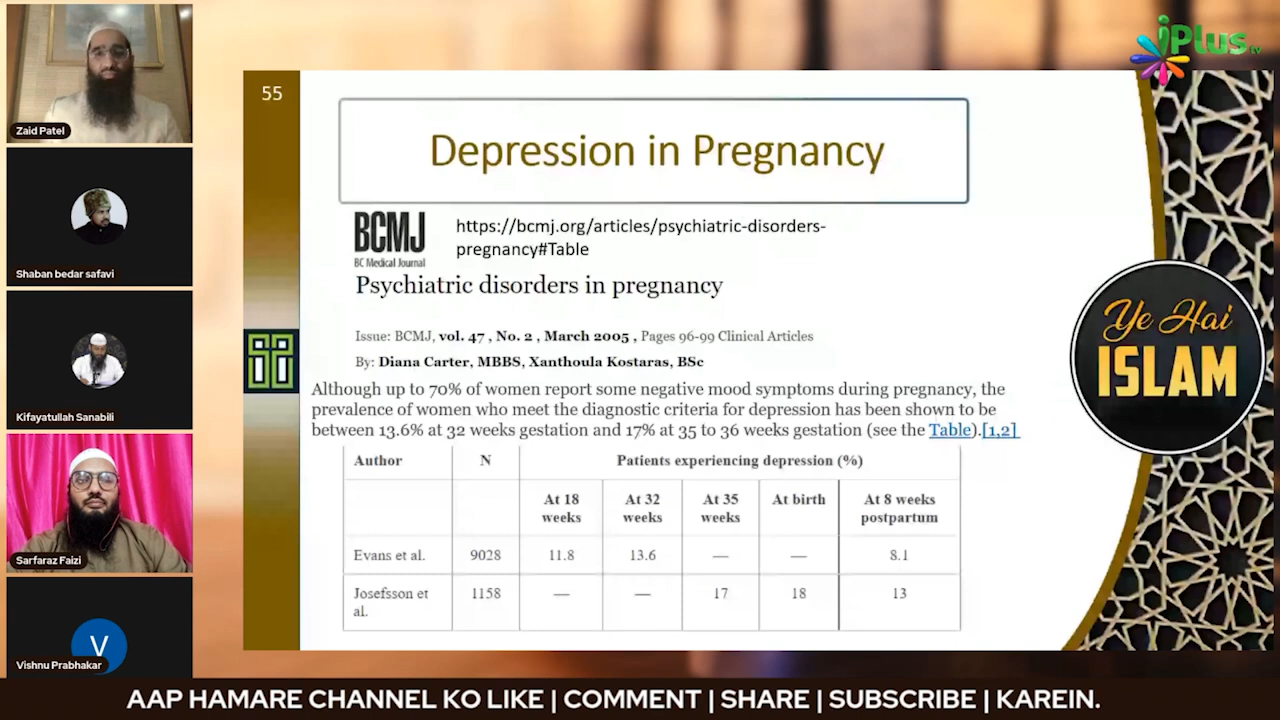 Zaid Patel
Shaban bedar safavi
Kifayatullah Sanabili
Sarfaraz Faizi
V
Vishnu Prabhakar
iPlus TV
55
Depression in Pregnancy
BCMJ
BC Medical Journal
https://bcmj.org/articles/psychiatric-disorders-
pregnancy#Table
Psychiatric disorders in pregnancy
Issue: BCMJ, vol. 47 , No. 2 , March 2005 , Pages 96-99 Clinical Articles
By: Diana Carter, MBBS, Xanthoula Kostaras, BSc
Although up to 70% of women report some negative mood symptoms during pregnancy, the
prevalence of women who meet the diagnostic criteria for depression has been shown to be
between 13.6% at 32 weeks gestation and 17% at 35 to 36 weeks gestation (see the Table).[1,2]
Author N Patients experiencing depression (%)
At 18 weeks At 32 weeks At 35 weeks At birth At 8 weeks postpartum
Evans et al. 9028 11.8 13.6 — — 8.1
Josefsson et al. 1158 — — 17 18 13
Ye Hai
ISLAM
AAP HAMARE CHANNEL KO LIKE | COMMENT | SHARE | SUBSCRIBE | KAREIN.